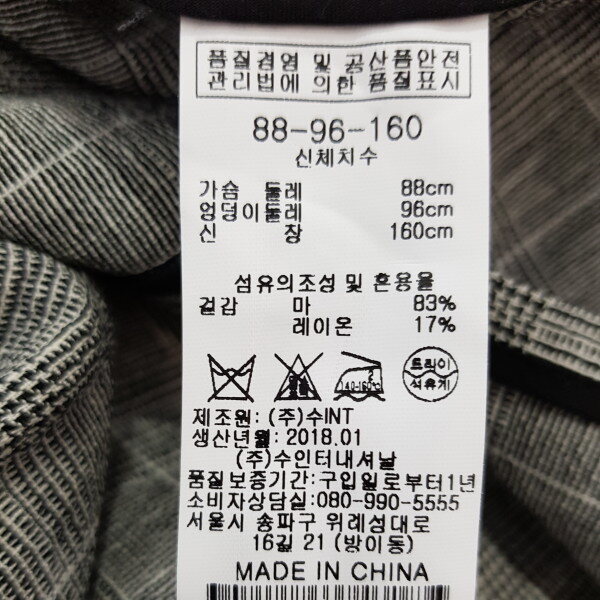 품질경영 및 공산품안전
관리법에 의한 품질표시
88-96-160
신체치수
가슴 둘레 88cm
엉덩이둘레 96cm
신 장 160cm
섬유의조성 및 혼용율
겉감 마 83%
레이온 17%
140-160℃
드라이
석유계
제조원: (주)수INT
생산년월: 2018.01
(주)수인터내셔날
품질보증기간: 구입일로부터1년
소비자상담실: 080-990-5555
서울시 송파구 위례성대로
16길 21 (방이동)
MADE IN CHINA